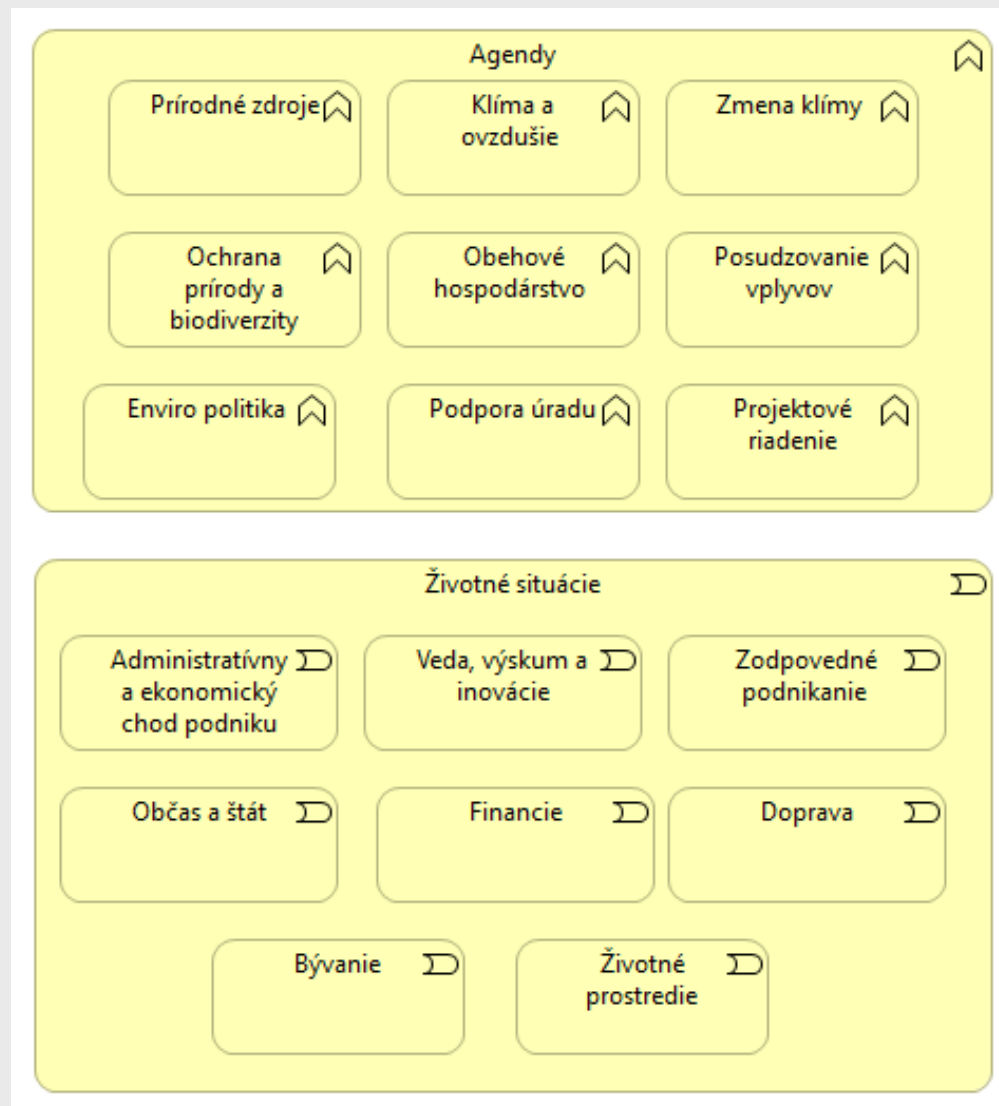 Agendy
Prírodné zdroje
Klíma a
ovzdušie
Zmena klímy
Ochrana
prírody a
biodiverzity
Obehové
hospodárstvo
Posudzovanie
vplyvov
Enviro politika
Podpora úradu
Projektové
riadenie
Životné situácie
Administratívny
a ekonomický
chod podniku
Veda, výskum a
inovácie
Zodpovedné
podnikanie
Občas a štát
Financie
Doprava
Bývanie
Životné
prostredie